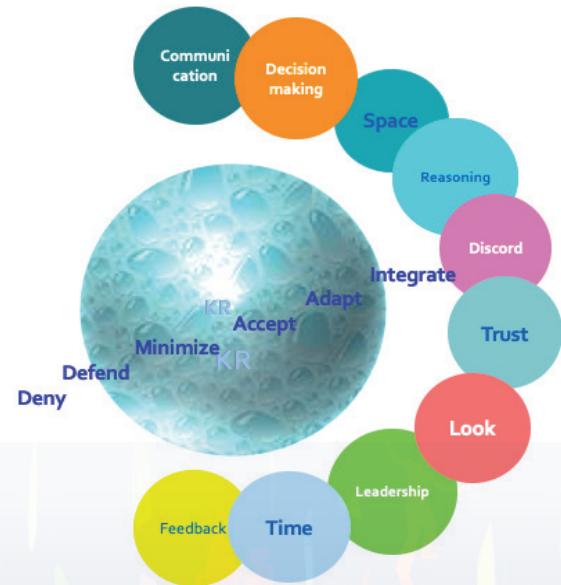 Communi
cation
Decision
making
Space
Reasoning
Discord
Integrate
Adapt
KR
Accept
Trust
Minimize
KR
Defend
Deny
Look
Leadership
Feedback
Time